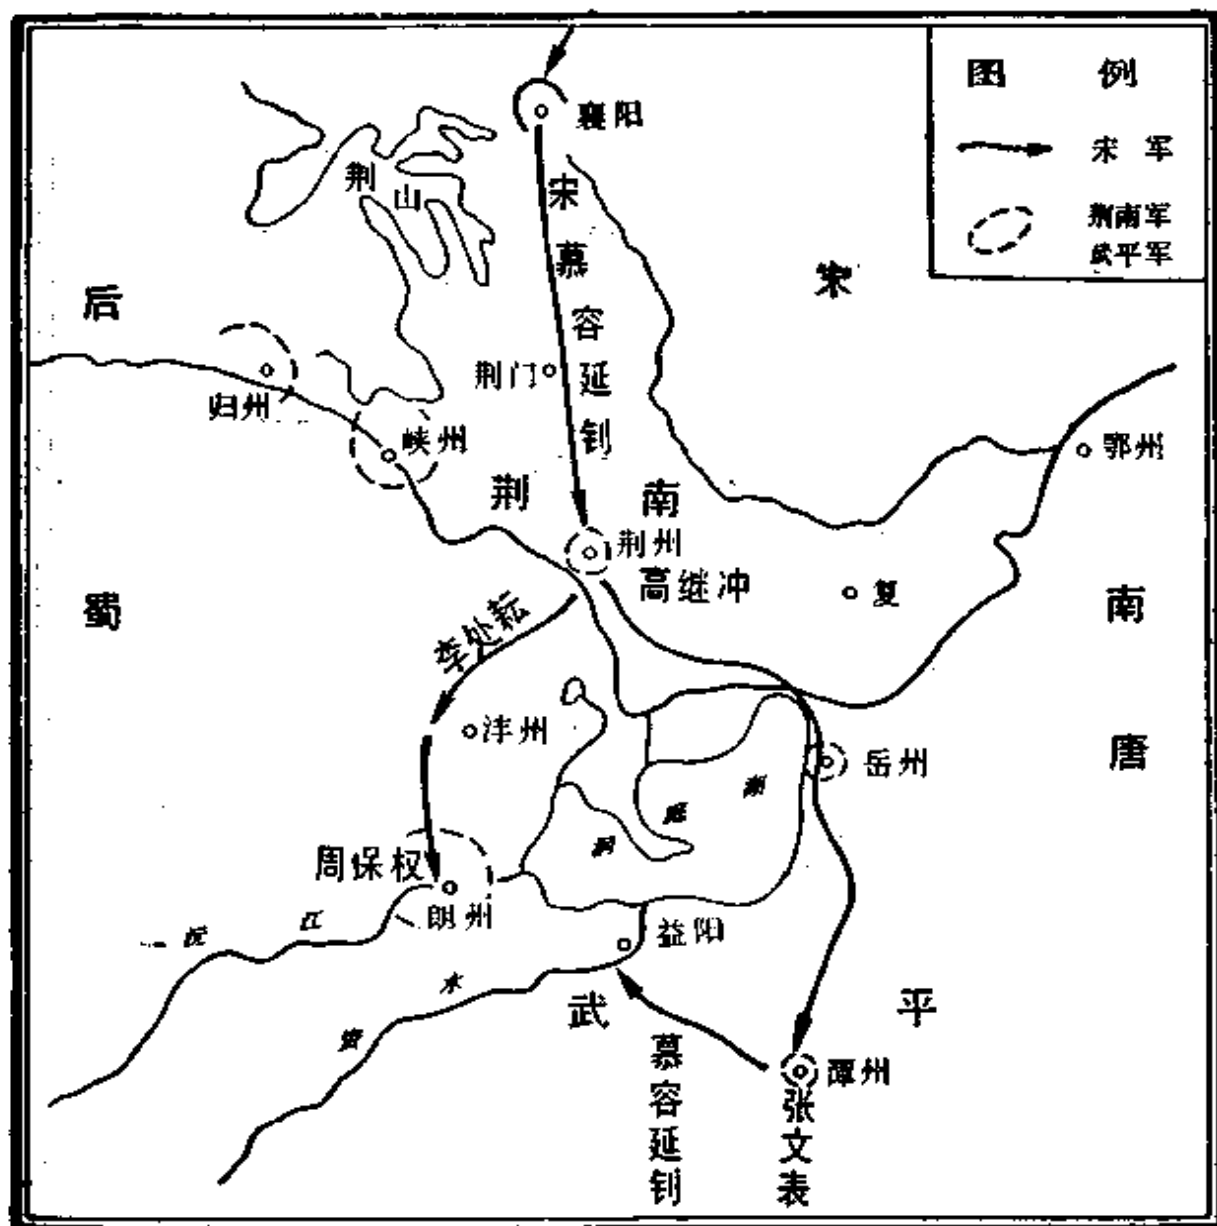 图 例
宋 军
荆南军
武平军
襄阳
荆山
宋慕容延钊
宋
后蜀
归州
峡州
荆门
鄂州
荆南
荆州
高继冲
复
南唐
李处耘
沣州
岳州
洞庭湖
周保权
朗州
沅江
益阳
资水
武平
慕容延钊
潭州
张文表